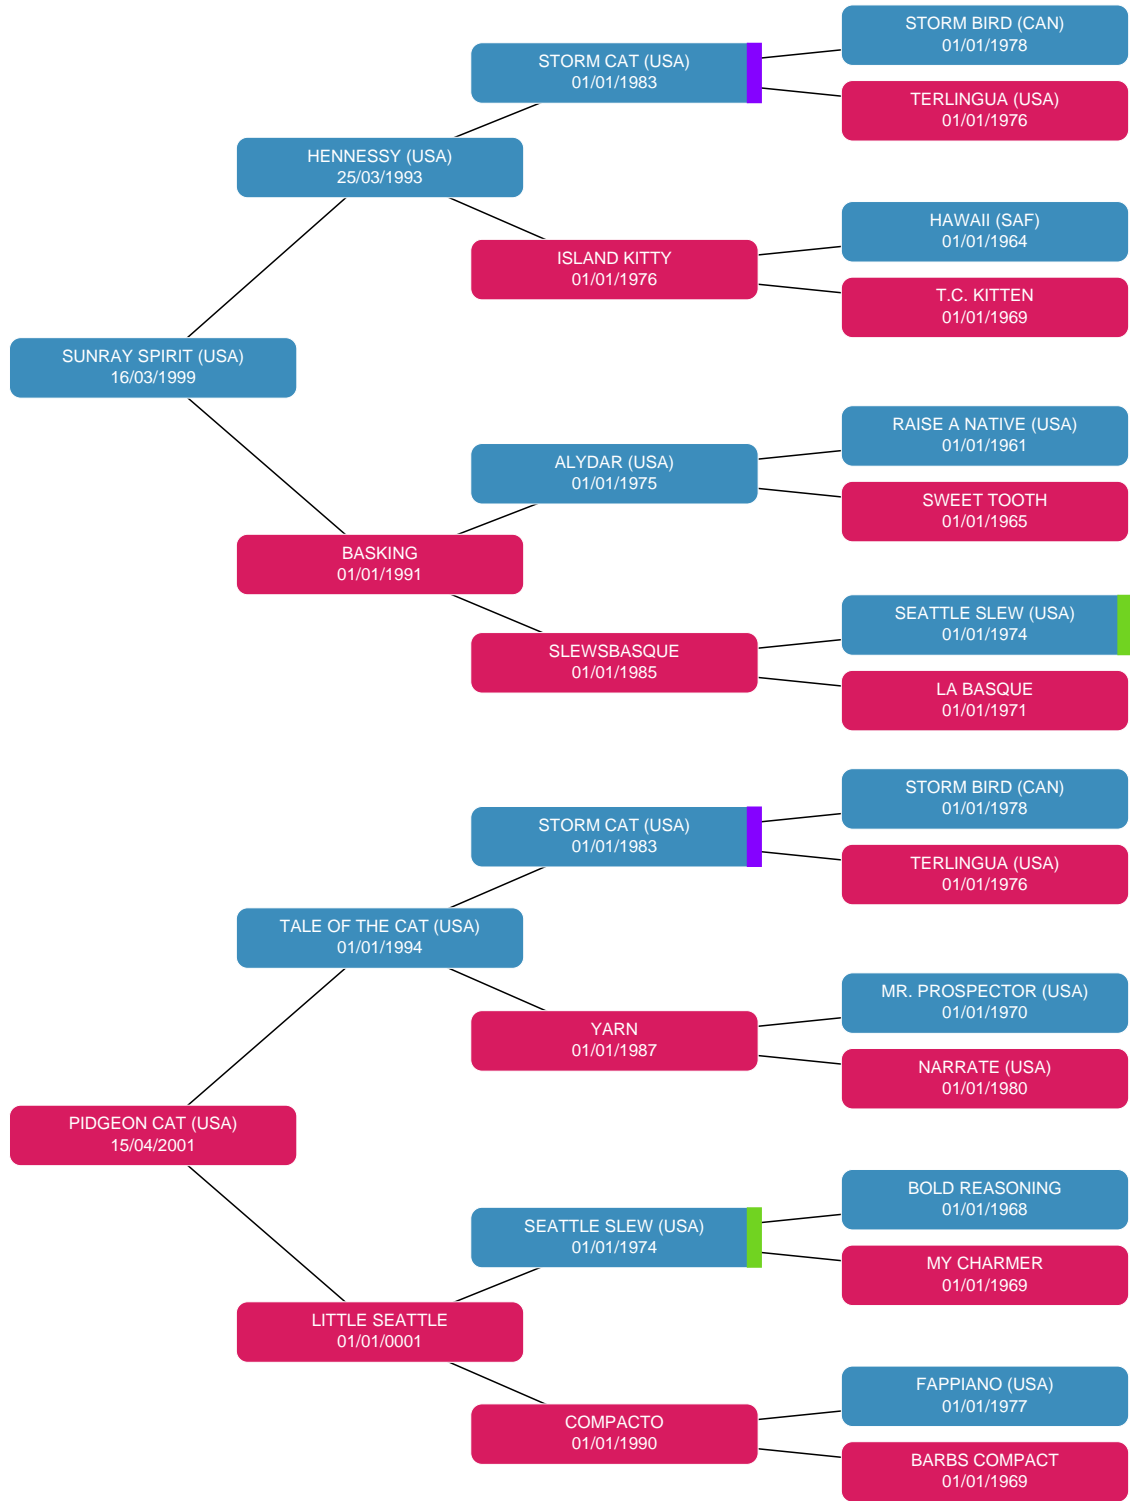 STORM BIRD (CAN)
01/01/1978
STORM CAT (USA)
01/01/1983
TERLINGUA (USA)
01/01/1976
HENNESSY (USA)
25/03/1993
HAWAII (SAF)
01/01/1964
ISLAND KITTY
01/01/1976
T.C. KITTEN
01/01/1969
SUNRAY SPIRIT (USA)
16/03/1999
RAISE A NATIVE (USA)
01/01/1961
ALYDAR (USA)
01/01/1975
SWEET TOOTH
01/01/1965
BASKING
01/01/1991
SEATTLE SLEW (USA)
01/01/1974
SLEWSBASQUE
01/01/1985
LA BASQUE
01/01/1971
STORM BIRD (CAN)
01/01/1978
STORM CAT (USA)
01/01/1983
TERLINGUA (USA)
01/01/1976
TALE OF THE CAT (USA)
01/01/1994
MR. PROSPECTOR (USA)
01/01/1970
YARN
01/01/1987
NARRATE (USA)
01/01/1980
PIDGEON CAT (USA)
15/04/2001
BOLD REASONING
01/01/1968
SEATTLE SLEW (USA)
01/01/1974
MY CHARMER
01/01/1969
LITTLE SEATTLE
01/01/0001
FAPPIANO (USA)
01/01/1977
COMPACTO
01/01/1990
BARBS COMPACT
01/01/1969